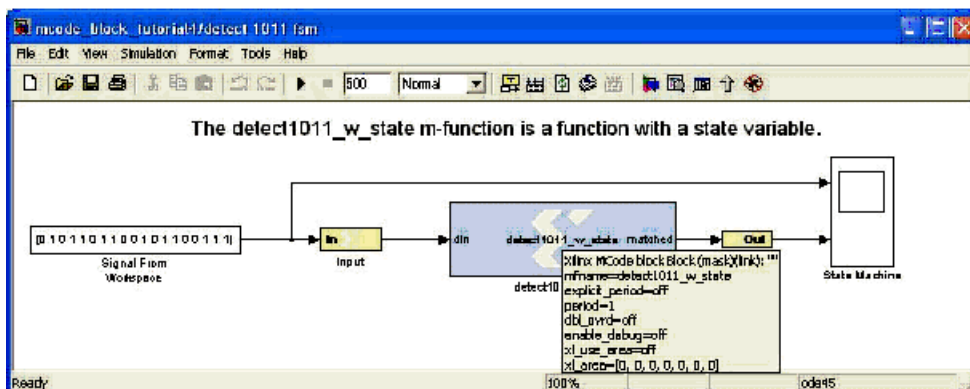 mcode_block_tutorial4/detect 1011 fsm
File Edit View Simulation Format Tools Help
500 Normal
The detect1011_w_state m-function is a function with a state variable.
[0 1 0 1 1 0 1 1 0 0 1 0 1 1 0 0 1 1 1]
Signal From
Workspace
In
Input
din detect1011_w_state matched
detect10
Out
State Machine
Xilinx MCode block Block (mask)(link): ""
mfname=detect1011_w_state
explicit_period=off
period=1
dbl_ovrd=off
enable_debug=off
xl_use_area=off
xl_area=[0, 0, 0, 0, 0, 0, 0]
Ready 100% ode45